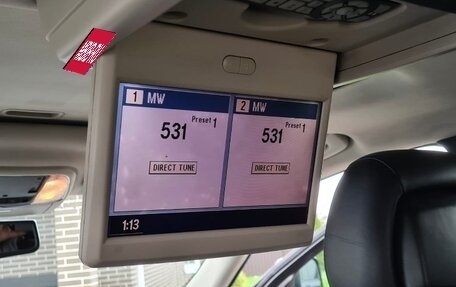 1 MW
Preset 1
531
DIRECT TUNE
2 MW
Preset 1
531
DIRECT TUNE
1:13